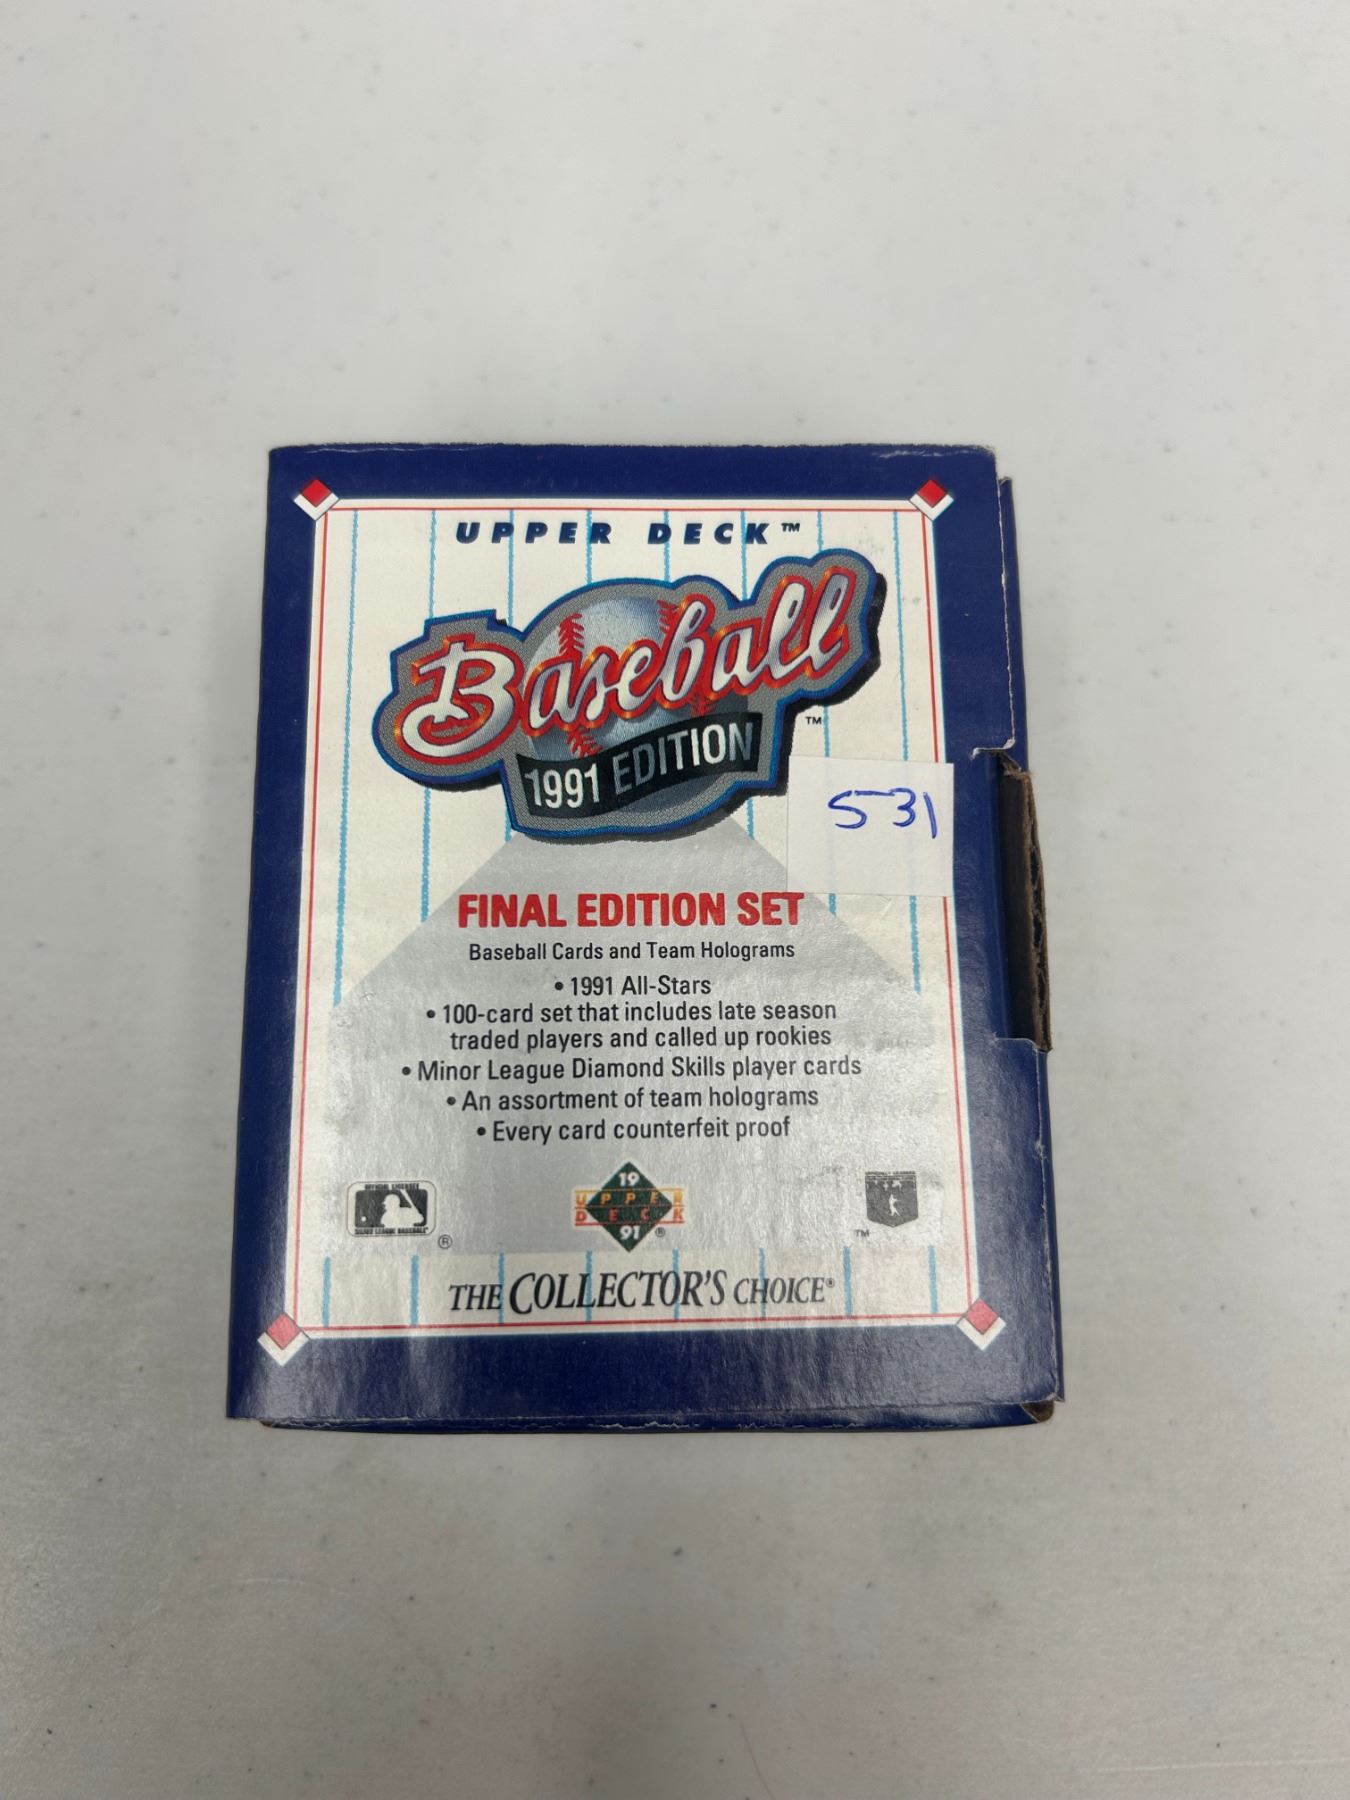 UPPER DECK™
Baseball
™
1991 EDITION
531
FINAL EDITION SET
Baseball Cards and Team Holograms
• 1991 All-Stars
• 100-card set that includes late season
traded players and called up rookies
• Minor League Diamond Skills player cards
• An assortment of team holograms
• Every card counterfeit proof
19
UPPER
DECK
91 ®
®
TM
THE COLLECTOR'S CHOICE®